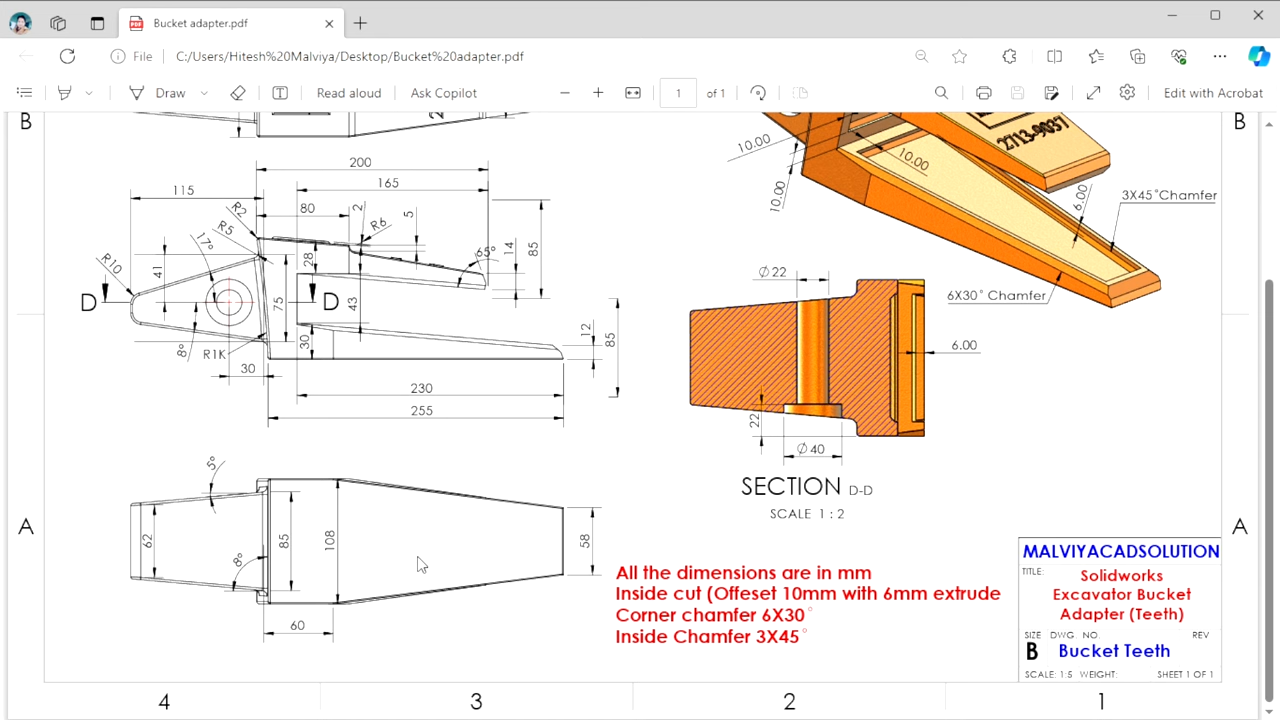 Bucket adapter.pdf
File
C:/Users/Hitesh%20Malviya/Desktop/Bucket%20adapter.pdf
Draw
Read aloud
Ask Copilot
1
of 1
Edit with Acrobat
B
B
200
165
115
80
2
R6
5
R2
R5
17°
65°
14
85
R10
41
28
D
D
75
43
8°
R1K
30
30
12
85
230
255
10.00
10.00
10.00
2713-9037
6.00
3X45°Chamfer
6X30° Chamfer
Ø22
6.00
22
Ø40
SECTION D-D
SCALE 1 : 2
5°
62
8°
85
108
58
60
A
A
All the dimensions are in mm
Inside cut (Offeset 10mm with 6mm extrude
Corner chamfer 6X30°
Inside Chamfer 3X45°
MALVIYACADSOLUTION
TITLE:
Solidworks
Excavator Bucket
Adapter (Teeth)
SIZE DWG. NO. REV
B Bucket Teeth
SCALE: 1:5 WEIGHT: SHEET 1 OF 1
4
3
2
1